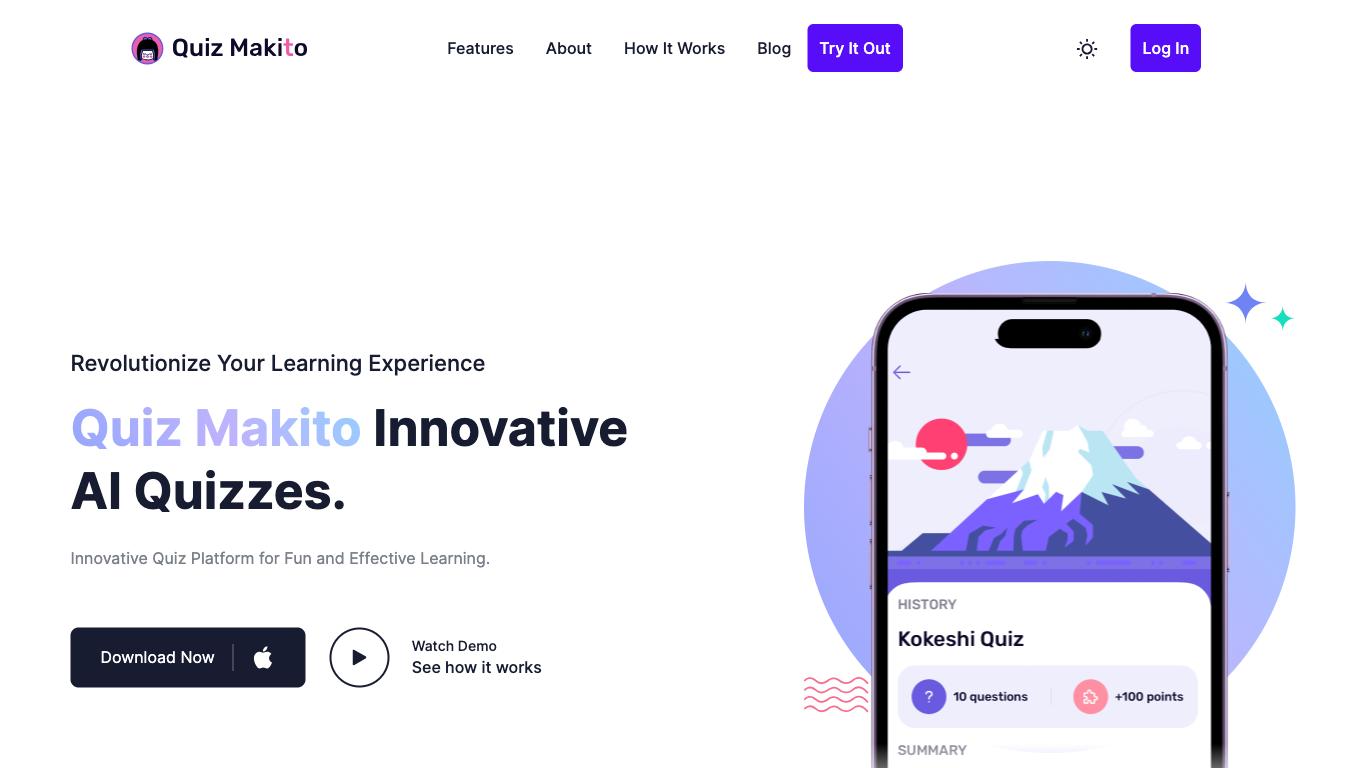 Quiz Makito
Features
About
How It Works
Blog
Try It Out
Log In
Revolutionize Your Learning Experience
Quiz Makito Innovative
AI Quizzes.
Innovative Quiz Platform for Fun and Effective Learning.
Download Now
Watch Demo
See how it works
HISTORY
Kokeshi Quiz
? 10 questions
+100 points
SUMMARY